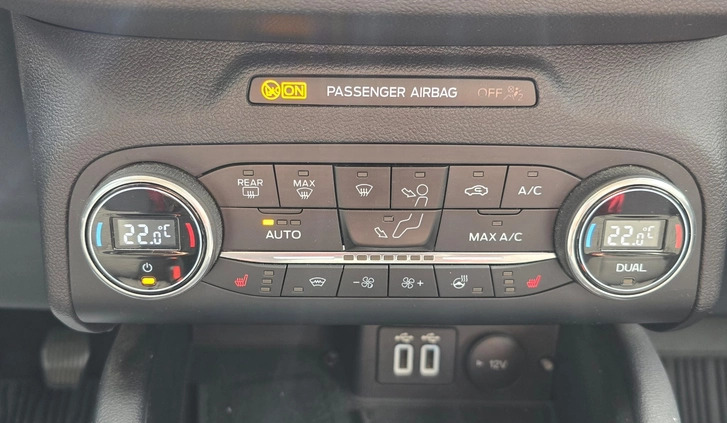 ON PASSENGER AIRBAG OFF
REAR MAX A/C
AUTO MAX A/C
22.0°C 22.0°C
DUAL
- +
12V